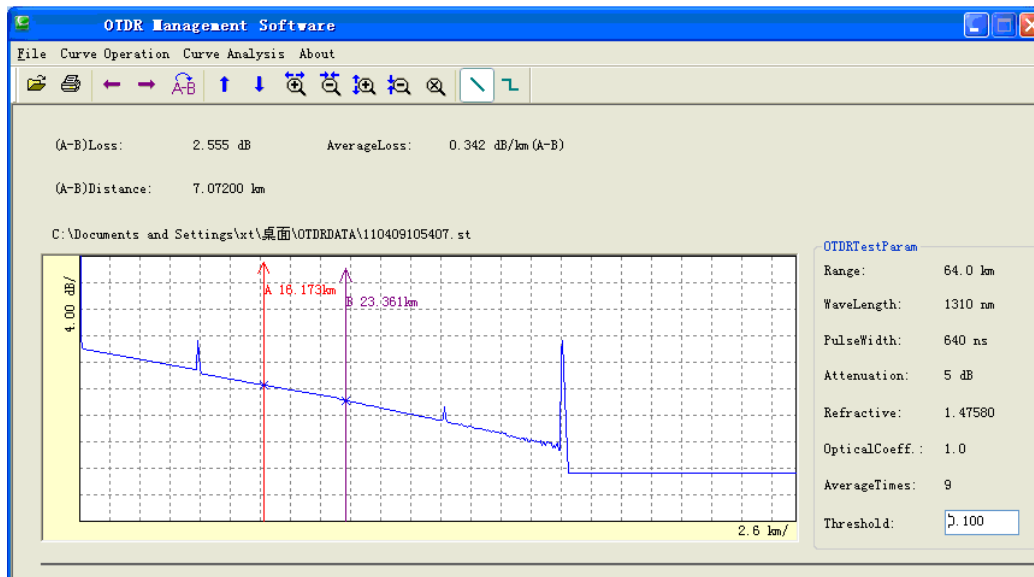 OTDR Management Software
File Curve Operation Curve Analysis About
A-B
(A-B)Loss: 2.555 dB AverageLoss: 0.342 dB/km(A-B)
(A-B)Distance: 7.07200 km
C:\Documents and Settings\xt\桌面\OTDRDATA\110409105407.st
4.00 dB/
A 16.173km
B 23.361km
2.6 km/
OTDRTestParam
Range: 64.0 km
WaveLength: 1310 nm
PulseWidth: 640 ns
Attenuation: 5 dB
Refractive: 1.47580
OpticalCoeff.: 1.0
AverageTimes: 9
Threshold: 0.100